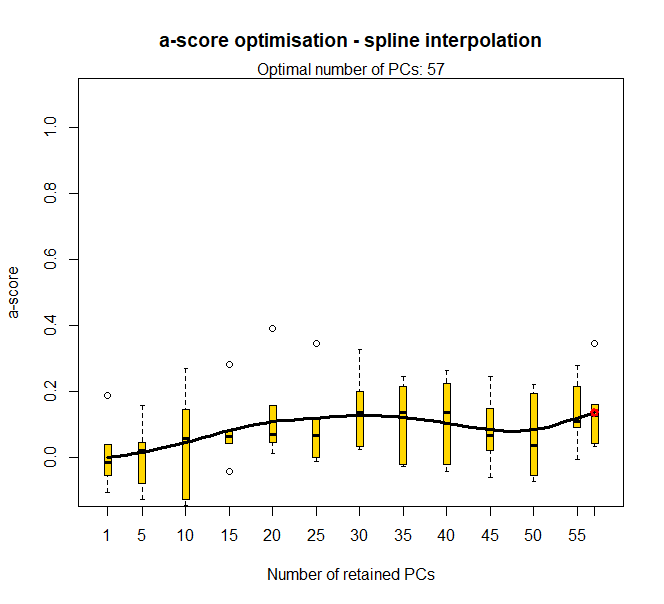 a-score optimisation - spline interpolation
Optimal number of PCs: 57
a-score
1.0
0.8
0.6
0.4
0.2
0.0
1 5 10 15 20 25 30 35 40 45 50 55
Number of retained PCs